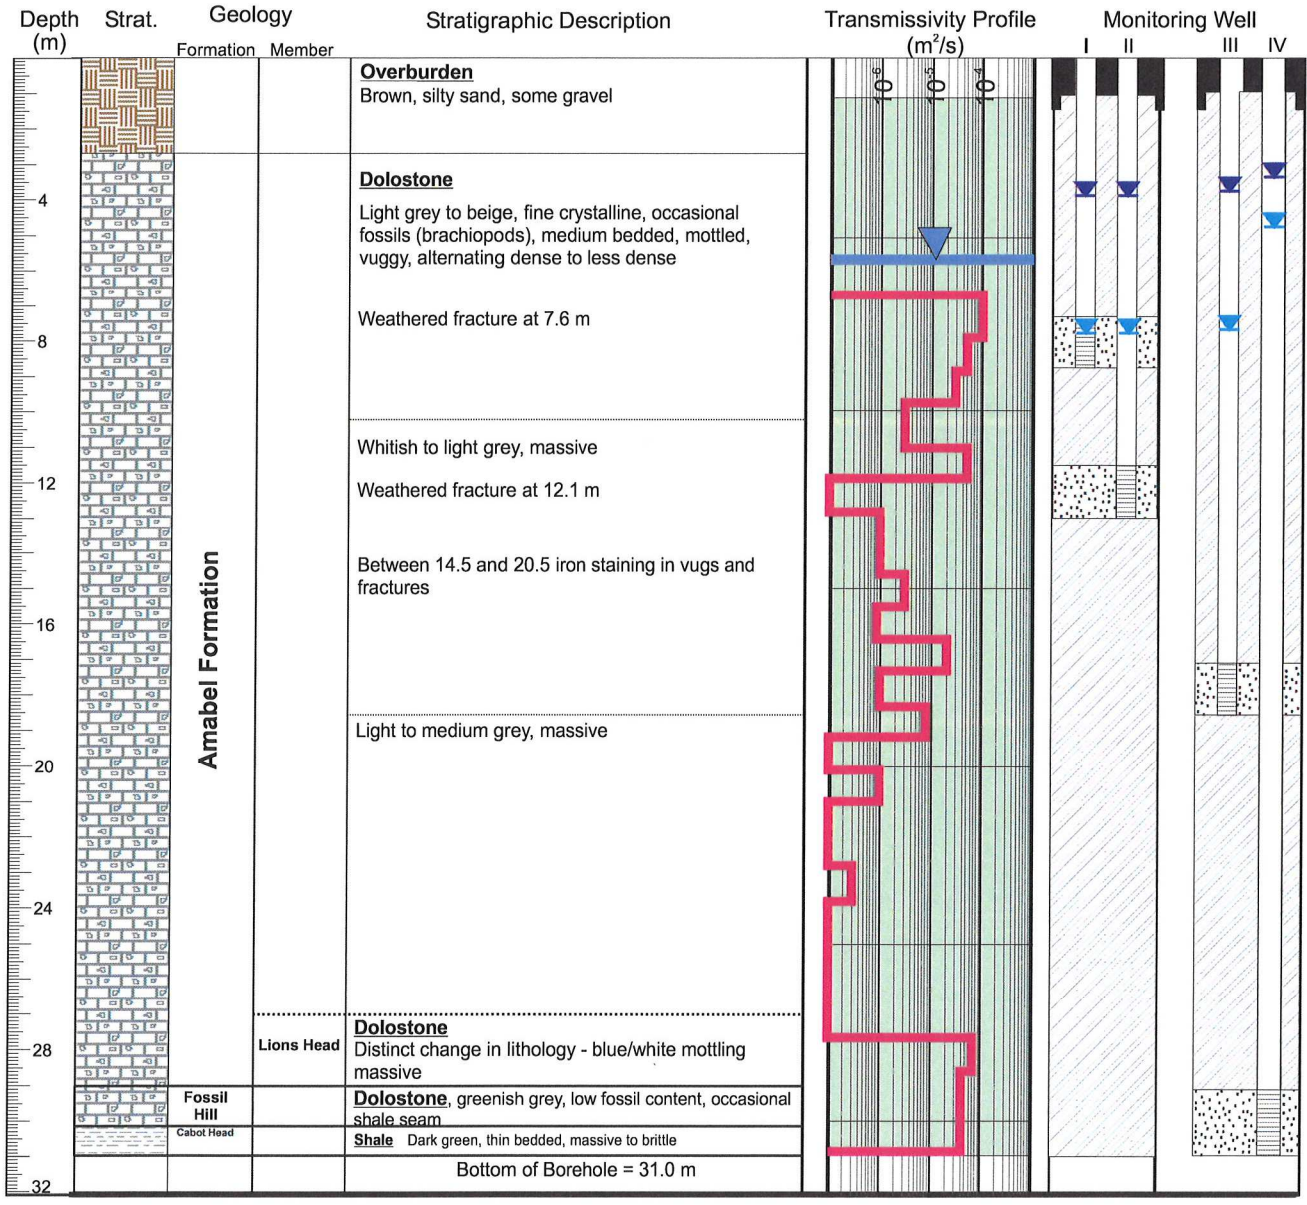 Depth
(m)
Strat.
Geology
Formation Member
Stratigraphic Description
Transmissivity Profile
(m²/s)
Monitoring Well
I II III IV
10⁻⁶ 10⁻⁵ 10⁻⁴
Overburden
Brown, silty sand, some gravel
Dolostone
4
Light grey to beige, fine crystalline, occasional
fossils (brachiopods), medium bedded, mottled,
vuggy, alternating dense to less dense
Weathered fracture at 7.6 m
8
Whitish to light grey, massive
12
Weathered fracture at 12.1 m
Between 14.5 and 20.5 iron staining in vugs and
fractures
Amabel Formation
16
Light to medium grey, massive
20
24
Dolostone
Lions Head
28
Distinct change in lithology - blue/white mottling
massive
Fossil
Hill
Dolostone, greenish grey, low fossil content, occasional
shale seam
Cabot Head
Shale Dark green, thin bedded, massive to brittle
Bottom of Borehole = 31.0 m
32